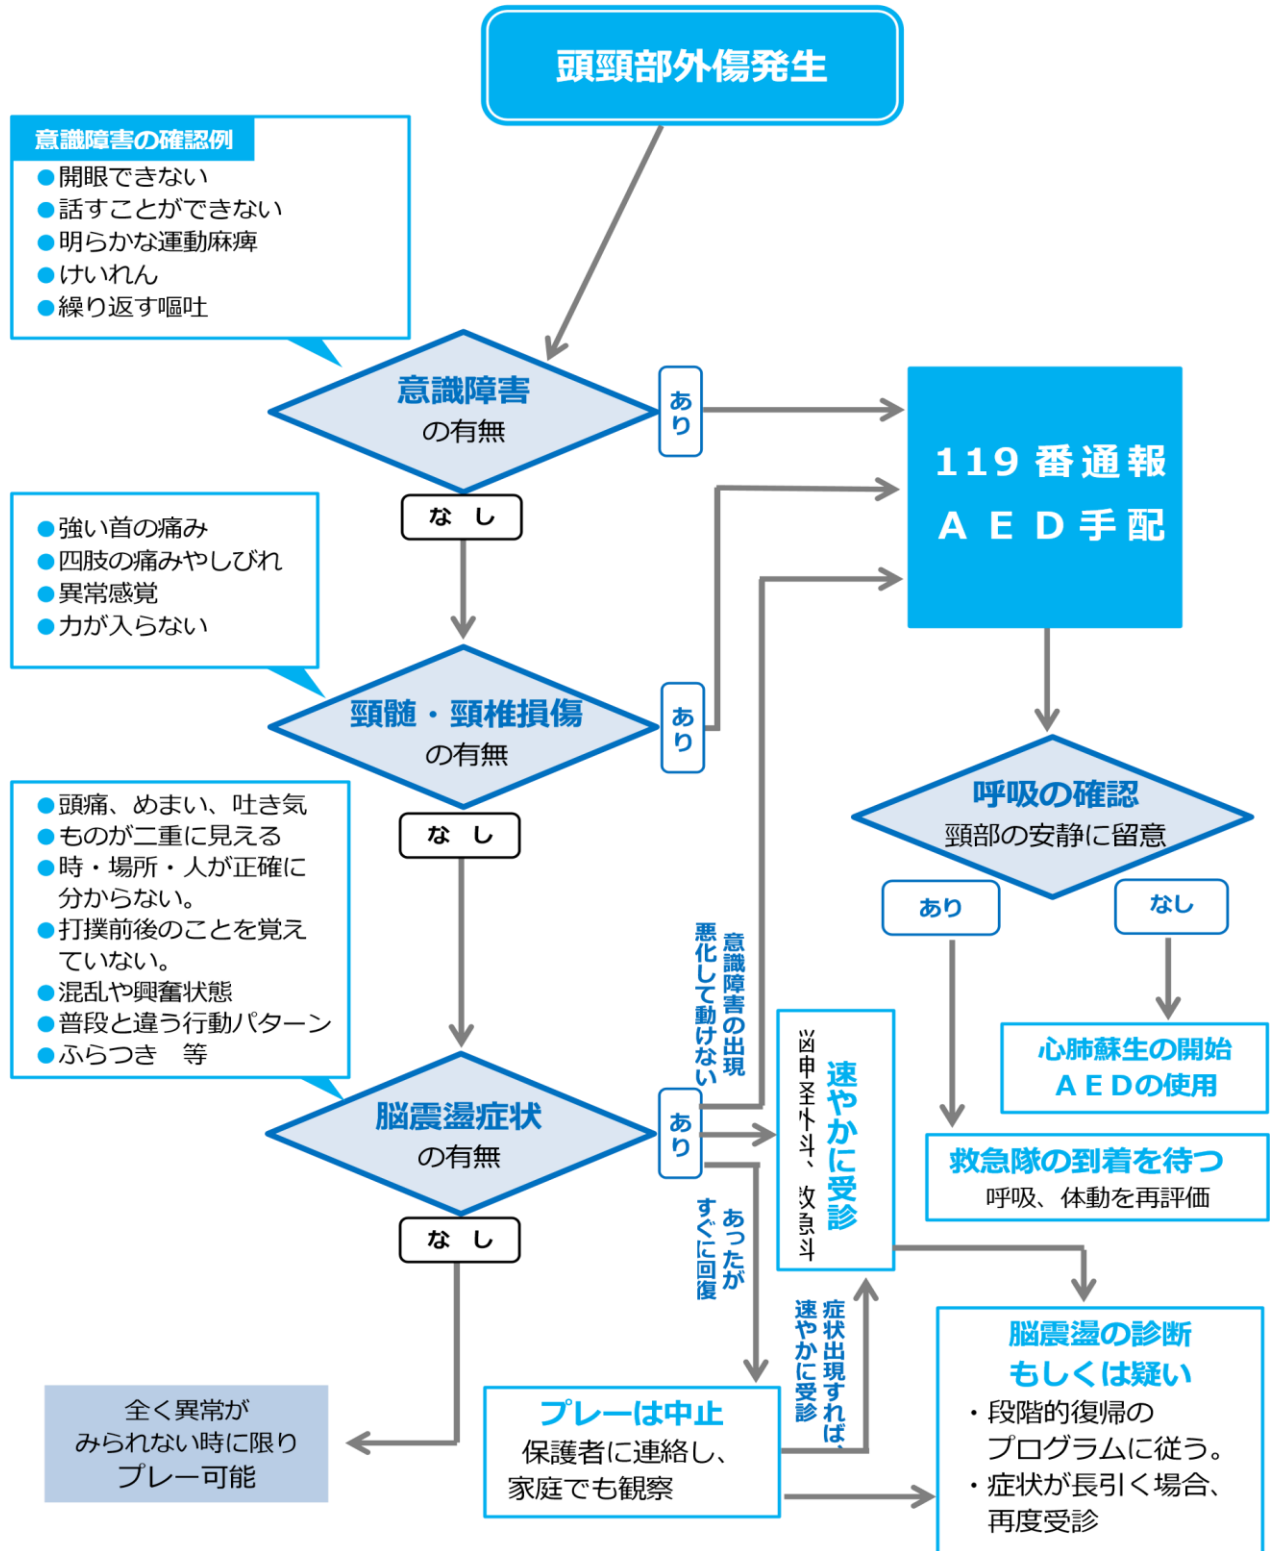 頭頸部外傷発生
意識障害の確認例
●開眼できない
●話すことができない
●明らかな運動麻痺
●けいれん
●繰り返す嘔吐
意識障害
の有無
あり
なし
119番通報
AED手配
●強い首の痛み
●四肢の痛みやしびれ
●異常感覚
●力が入らない
頸髄・頸椎損傷
の有無
あり
なし
呼吸の確認
頸部の安静に留意
あり
なし
心肺蘇生の開始
AEDの使用
救急隊の到着を待つ
呼吸、体動を再評価
●頭痛、めまい、吐き気
●ものが二重に見える
●時・場所・人が正確に
分からない。
●打撲前後のことを覚え
ていない。
●混乱や興奮状態
●普段と違う行動パターン
●ふらつき　等
脳震盪症状
の有無
あり
なし
意識障害の出現
悪化して動けない
速やかに受診
あったが
すぐに回復
症状出現すれば、
速やかに受診
全く異常が
みられない時に限り
プレー可能
プレーは中止
保護者に連絡し、
家庭でも観察
脳震盪の診断
もしくは疑い
・段階的復帰の
プログラムに従う。
・症状が長引く場合、
再度受診